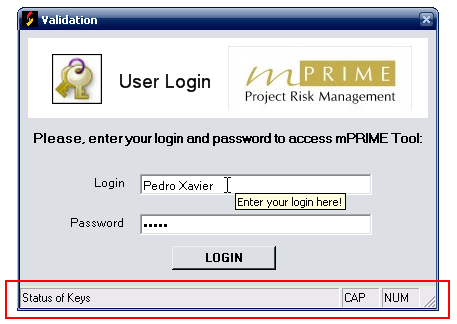 Validation
User Login
mPRIME
Project Risk Management
Please, enter your login and password to access mPRIME Tool:
Login
Pedro Xavier
Enter your login here!
Password
•••••
LOGIN
Status of Keys CAP NUM